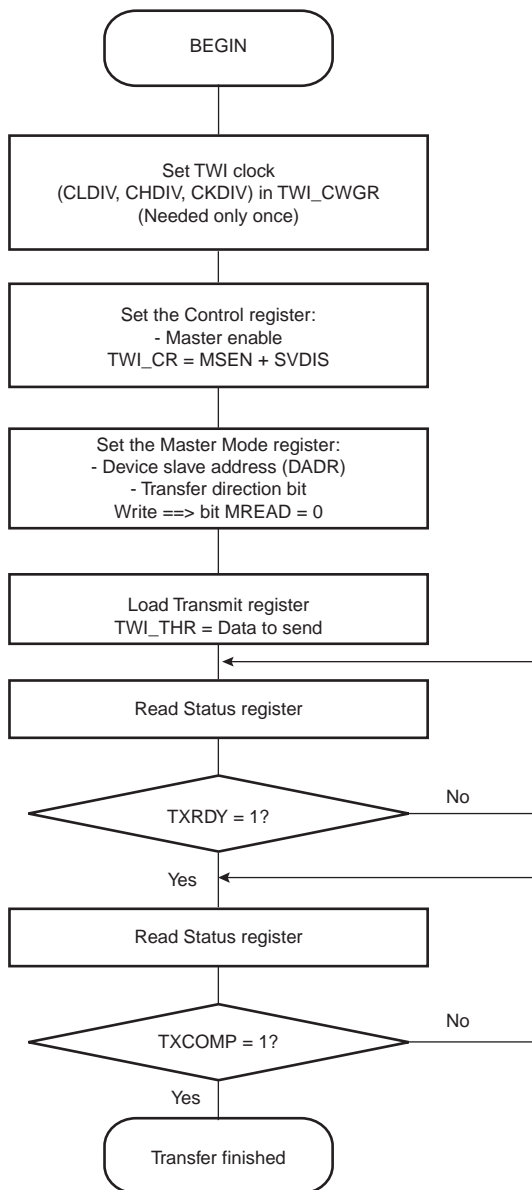 BEGIN
Set TWI clock
(CLDIV, CHDIV, CKDIV) in TWI_CWGR
(Needed only once)
Set the Control register:
- Master enable
TWI_CR = MSEN + SVDIS
Set the Master Mode register:
- Device slave address (DADR)
- Transfer direction bit
Write ==> bit MREAD = 0
Load Transmit register
TWI_THR = Data to send
Read Status register
TXRDY = 1?
No
Yes
Read Status register
TXCOMP = 1?
No
Yes
Transfer finished